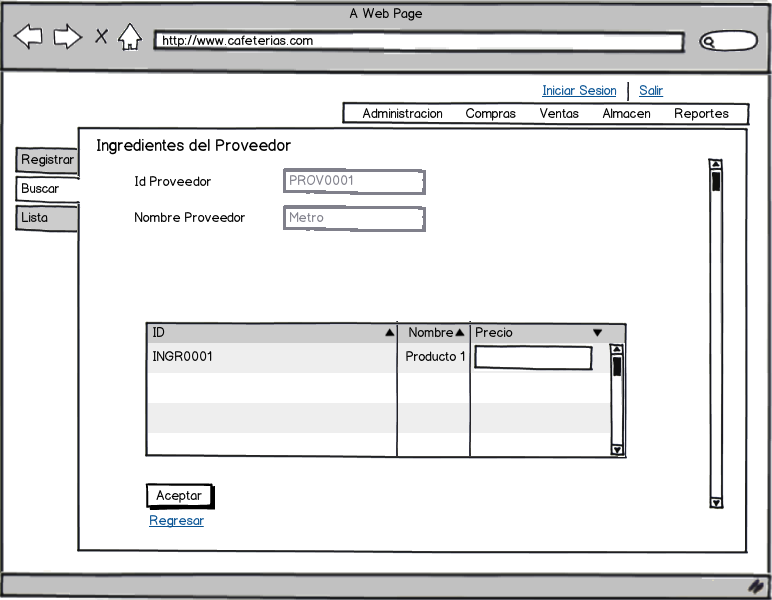 A Web Page
http://www.cafeterias.com
Iniciar Sesion | Salir
Administracion Compras Ventas Almacen Reportes
Registrar
Buscar
Lista
Ingredientes del Proveedor
Id Proveedor PROV0001
Nombre Proveedor Metro
ID Nombre Precio
INGR0001 Producto 1
Aceptar
Regresar